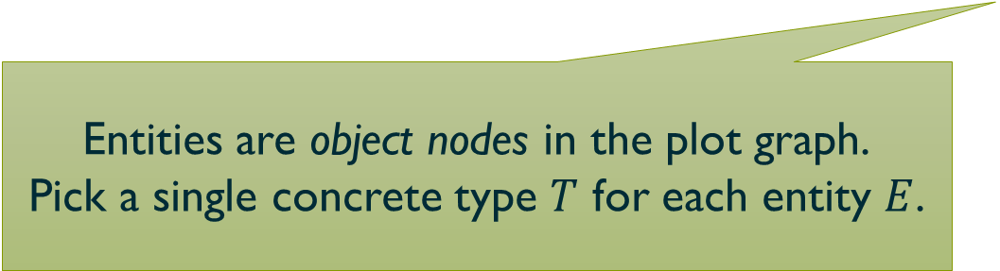 Entities are object nodes in the plot graph.
Pick a single concrete type T for each entity E.